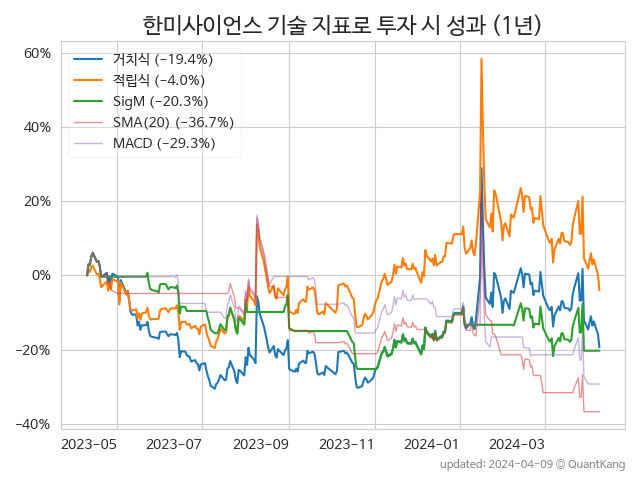 한미사이언스 기술 지표로 투자 시 성과 (1년)
60%
40%
20%
0%
−20%
−40%
거치식 (−19.4%)
적립식 (−4.0%)
SigM (−20.3%)
SMA(20) (−36.7%)
MACD (−29.3%)
2023−05
2023−07
2023−09
2023−11
2024−01
2024−03
updated: 2024−04−09 © QuantKang